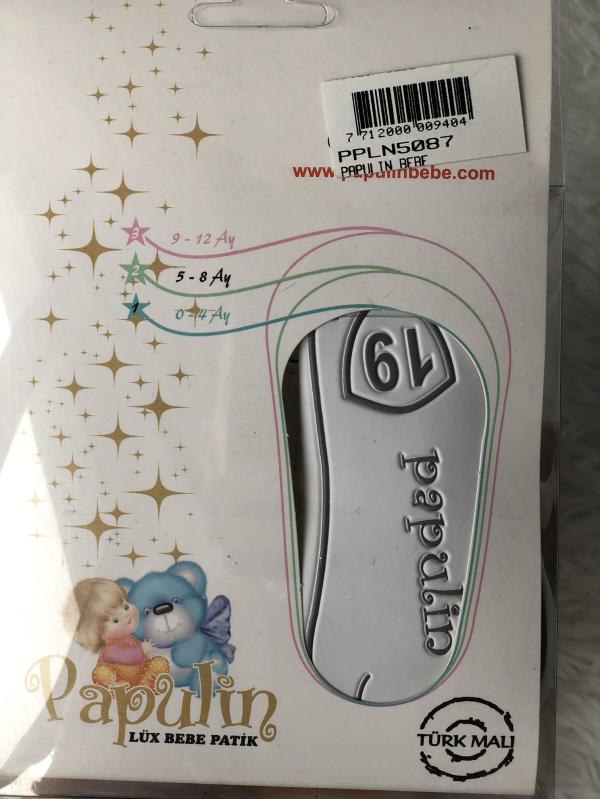 7 712000 009404
PPLN5087
PAPULIN BEBE
www.papulinbebe.com
3
9 - 12 Ay
2
5 - 8 Ay
1
0 - 4 Ay
19
papulin
Papulin
LÜX BEBE PATİK
TÜRK MALI